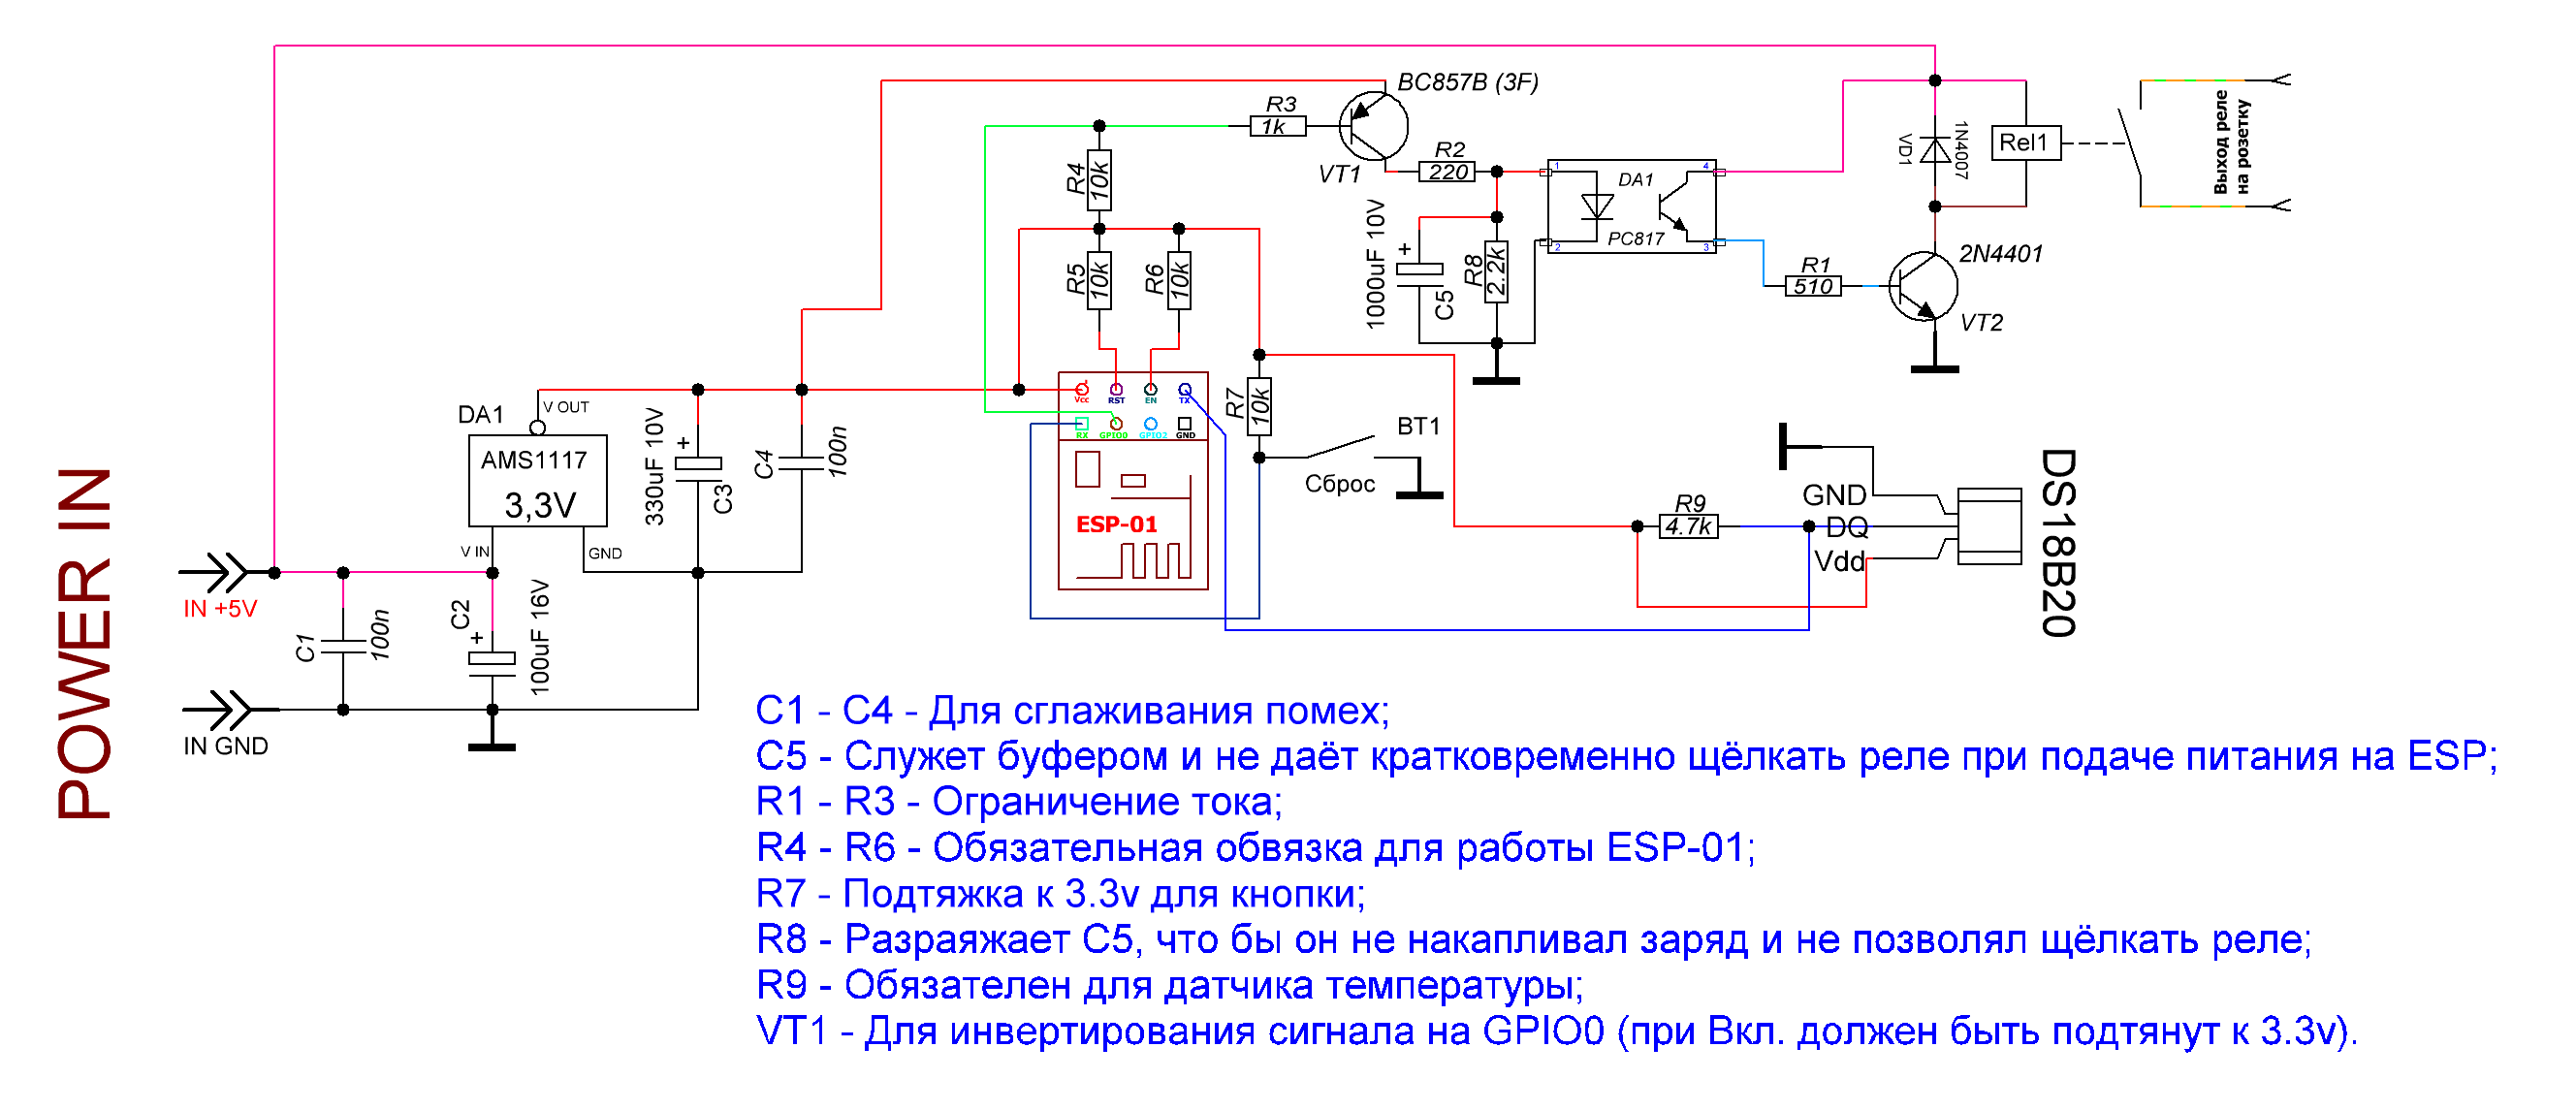 POWER IN
IN +5V
IN GND
C1
100n
C2
100uF 16V
DA1
V OUT
AMS1117
3,3V
V IN
GND
330uF 10V
C3
C4
100n
R4
10k
R5
10k
R6
10k
R3
1k
BC857B (3F)
VT1
R2
220
1000uF 10V
C5
R8
2.2k
1
2
DA1
PC817
4
3
R1
510
VD1
1N4007
Rel1
2N4401
VT2
Выход реле
на розетку
Vcc
RST
EN
TX
RX
GPIO0
GPIO2
GND
ESP-01
R7
10k
BT1
Сброс
R9
4.7k
GND
DQ
Vdd
DS18B20
C1 - C4 - Для сглаживания помех;
C5 - Служет буфером и не даёт кратковременно щёлкать реле при подаче питания на ESP;
R1 - R3 - Ограничение тока;
R4 - R6 - Обязательная обвязка для работы ESP-01;
R7 - Подтяжка к 3.3v для кнопки;
R8 - Разраяжает C5, что бы он не накапливал заряд и не позволял щёлкать реле;
R9 - Обязателен для датчика температуры;
VT1 - Для инвертирования сигнала на GPIO0 (при Вкл. должен быть подтянут к 3.3v).